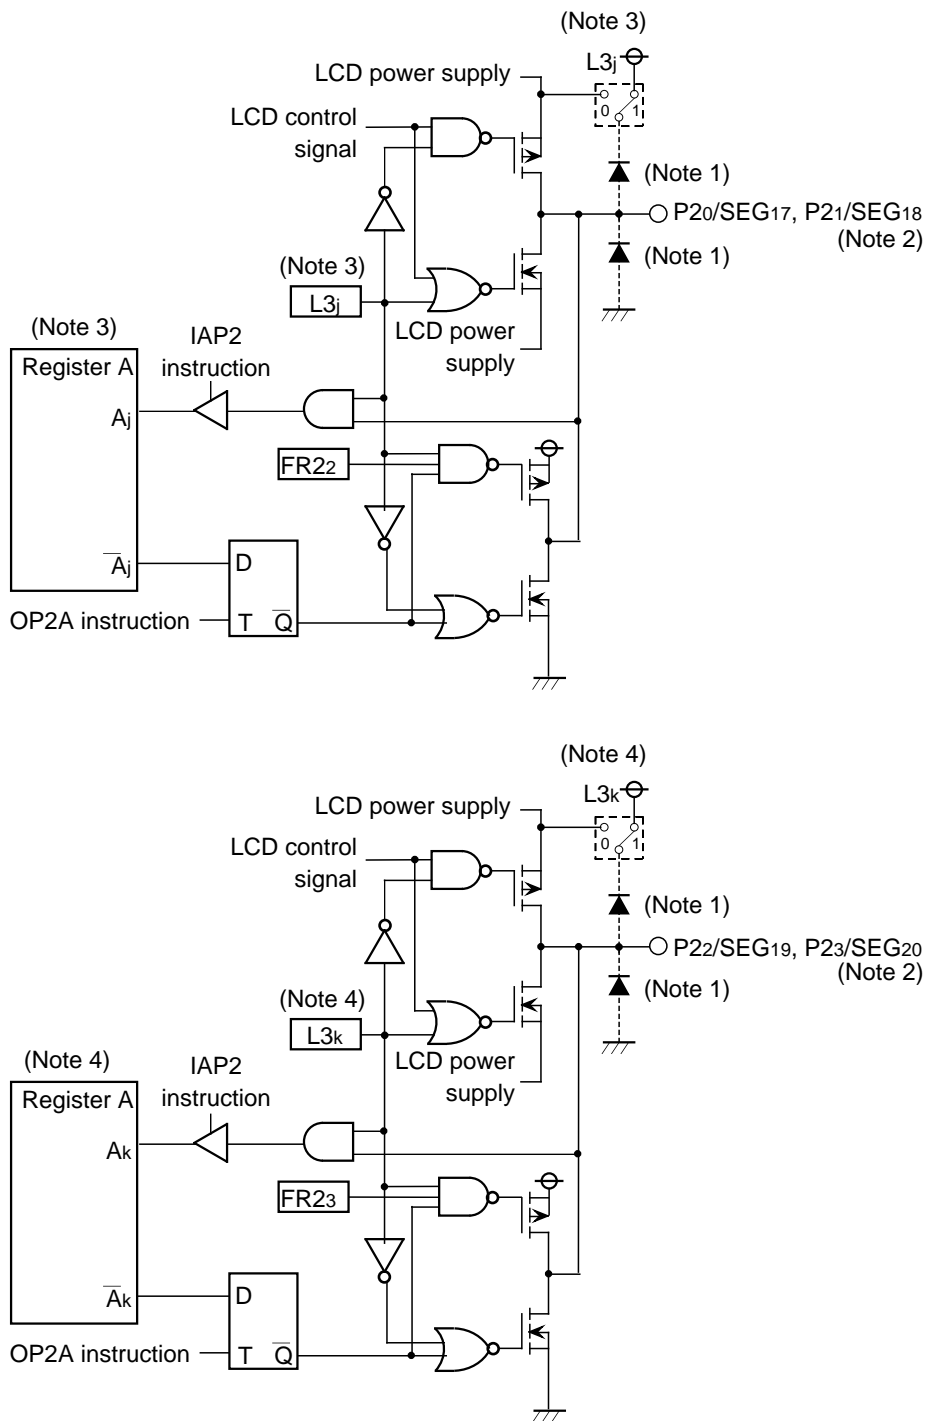 (Note 3)
L3j
LCD power supply
0 1
LCD control
signal
(Note 1)
P20/SEG17, P21/SEG18
(Note 2)
(Note 1)
(Note 3)
L3j
LCD power
supply
(Note 3)
IAP2
instruction
Register A
Aj
FR22
A̅j
D
OP2A instruction
T Q̅
(Note 4)
L3k
LCD power supply
0 1
LCD control
signal
(Note 1)
P22/SEG19, P23/SEG20
(Note 2)
(Note 1)
(Note 4)
L3k
LCD power
supply
(Note 4)
IAP2
instruction
Register A
Ak
FR23
A̅k
D
OP2A instruction
T Q̅